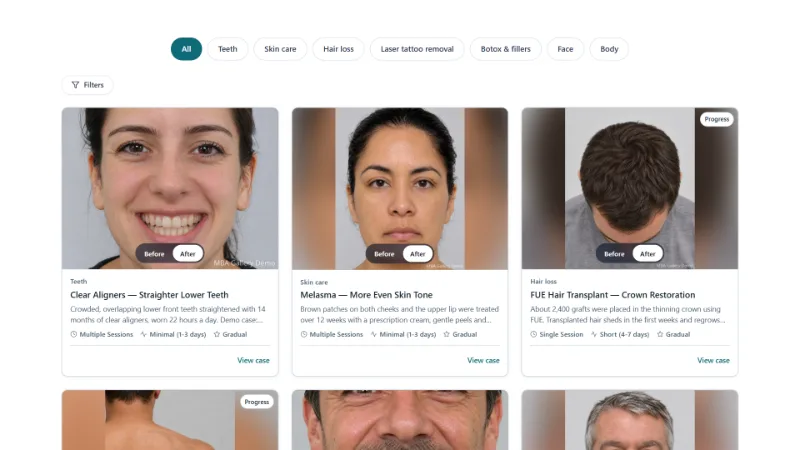 All
Teeth
Skin care
Hair loss
Laser tattoo removal
Botox & fillers
Face
Body
Filters
Progress
Before
After
MBA Gallery Demo
Before
After
Before
After
Teeth
Clear Aligners — Straighter Lower Teeth
Crowded, overlapping lower front teeth straightened with 14
months of clear aligners, worn 22 hours a day. Demo case:...
Multiple Sessions
Minimal (1-3 days)
Gradual
View case
Skin care
Melasma — More Even Skin Tone
Brown patches on both cheeks and the upper lip were treated
over 12 weeks with a prescription cream, gentle peels and...
Multiple Sessions
Minimal (1-3 days)
Gradual
View case
Hair loss
FUE Hair Transplant — Crown Restoration
About 2,400 grafts were placed in the thinning crown using
FUE. Transplanted hair sheds in the first weeks and regrows...
Single Session
Short (4-7 days)
Gradual
View case
Progress